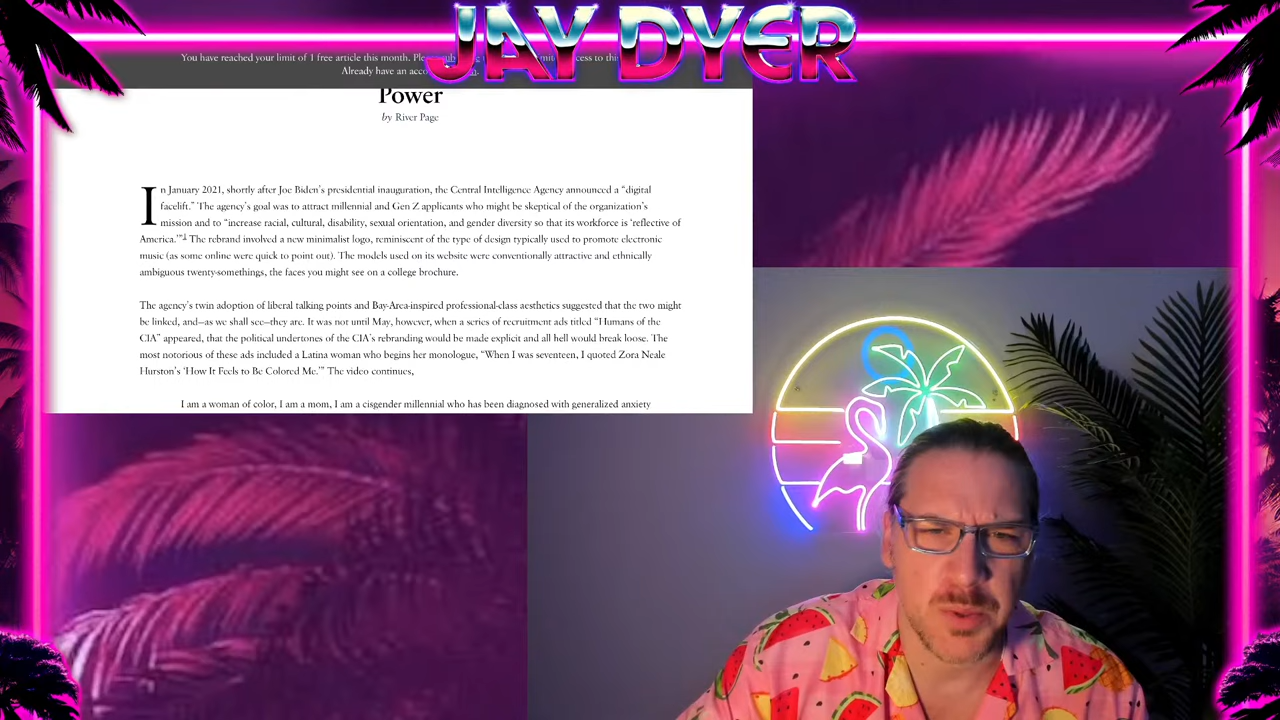 JAY DYER
You have reached your limit of 1 free article this month.
Already have an
Power
by River Page
In January 2021, shortly after Joe Biden's presidential inauguration, the Central Intelligence Agency announced a “digital
facelift.” The agency's goal was to attract millennial and Gen Z applicants who might be skeptical of the organization's
mission and to “increase racial, cultural, disability, sexual orientation, and gender diversity so that its workforce is ‘reflective of
America.’”1 The rebrand involved a new minimalist logo, reminiscent of the type of design typically used to promote electronic
music (as some online were quick to point out). The models used on its website were conventionally attractive and ethnically
ambiguous twenty-somethings, the faces you might see on a college brochure.
The agency's twin adoption of liberal talking points and Bay-Area-inspired professional-class aesthetics suggested that the two might
be linked, and—as we shall see—they are. It was not until May, however, when a series of recruitment ads titled “Humans of the
CIA” appeared, that the political undertones of the CIA's rebranding would be made explicit and all hell would break loose. The
most notorious of these ads included a Latina woman who begins her monologue, “When I was seventeen, I quoted Zora Neale
Hurston's ‘How It Feels to Be Colored Me.’” The video continues,
I am a woman of color, I am a mom, I am a cisgender millennial who has been diagnosed with generalized anxiety